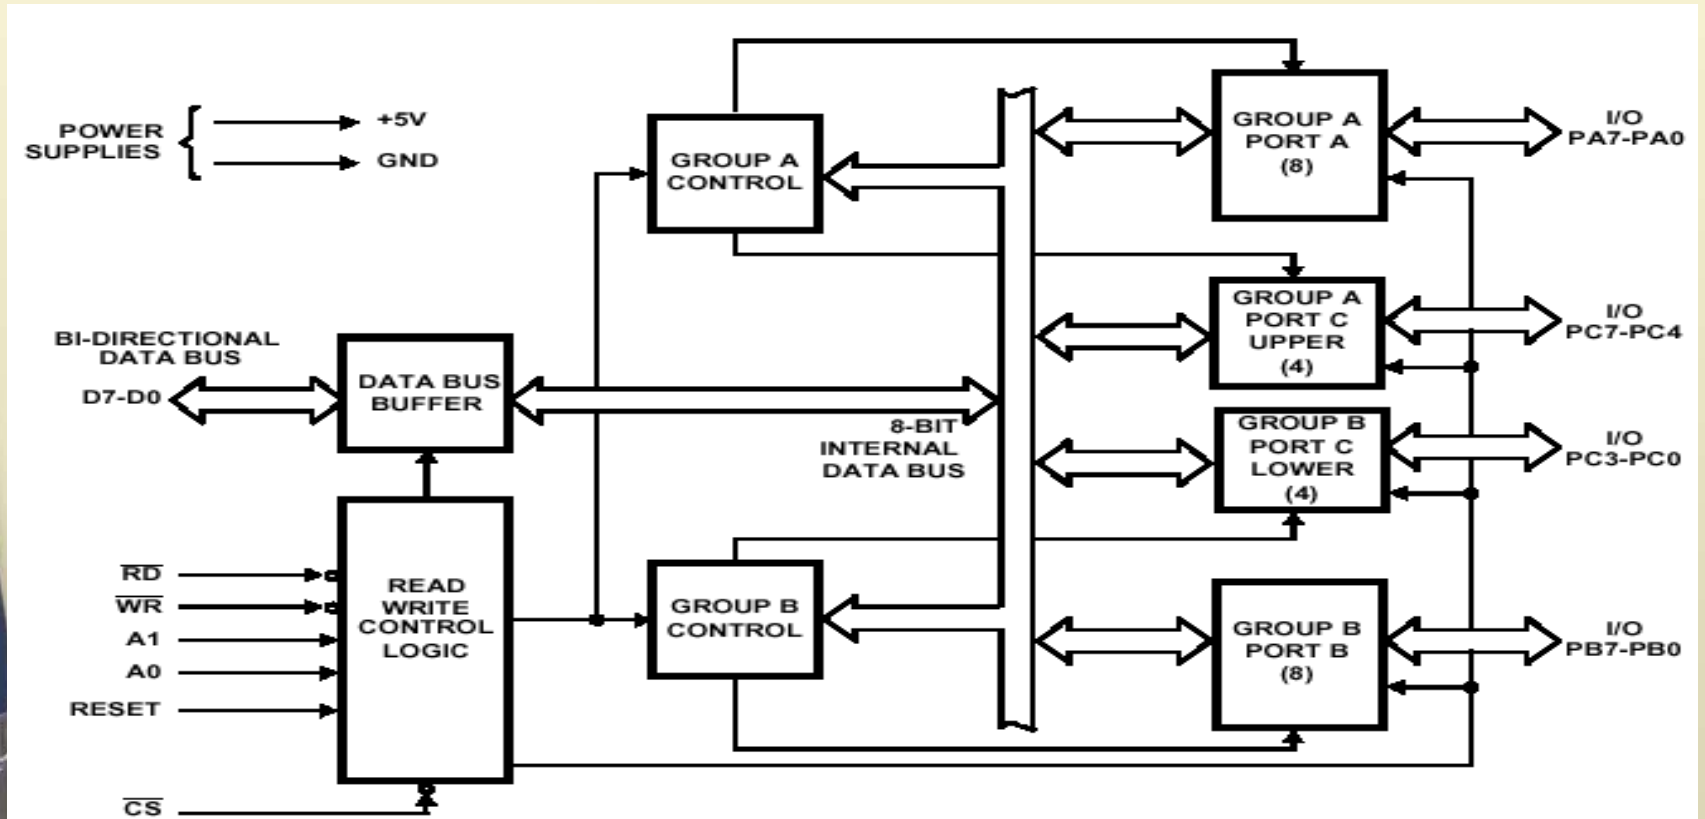 POWER
SUPPLIES
+5V
GND
GROUP A
CONTROL
GROUP A
PORT A
(8)
I/O
PA7-PA0
GROUP A
PORT C
UPPER
(4)
I/O
PC7-PC4
BI-DIRECTIONAL
DATA BUS
D7-D0
DATA BUS
BUFFER
8-BIT
INTERNAL
DATA BUS
GROUP B
PORT C
LOWER
(4)
I/O
PC3-PC0
RD
WR
A1
A0
RESET
CS
READ
WRITE
CONTROL
LOGIC
GROUP B
CONTROL
GROUP B
PORT B
(8)
I/O
PB7-PB0